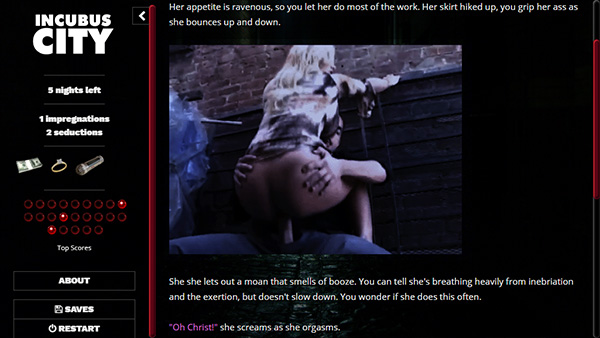 INCUBUS
CITY
5 nights left
1 impregnations
2 seductions
Top Scores
ABOUT
SAVES
RESTART
Her appetite is ravenous, so you let her do most of the work. Her skirt hiked up, you grip her ass as
she bounces up and down.
She she lets out a moan that smells of booze. You can tell she's breathing heavily from inebriation
and the exertion, but doesn't slow down. You wonder if she does this often.
"Oh Christ!" she screams as she orgasms.